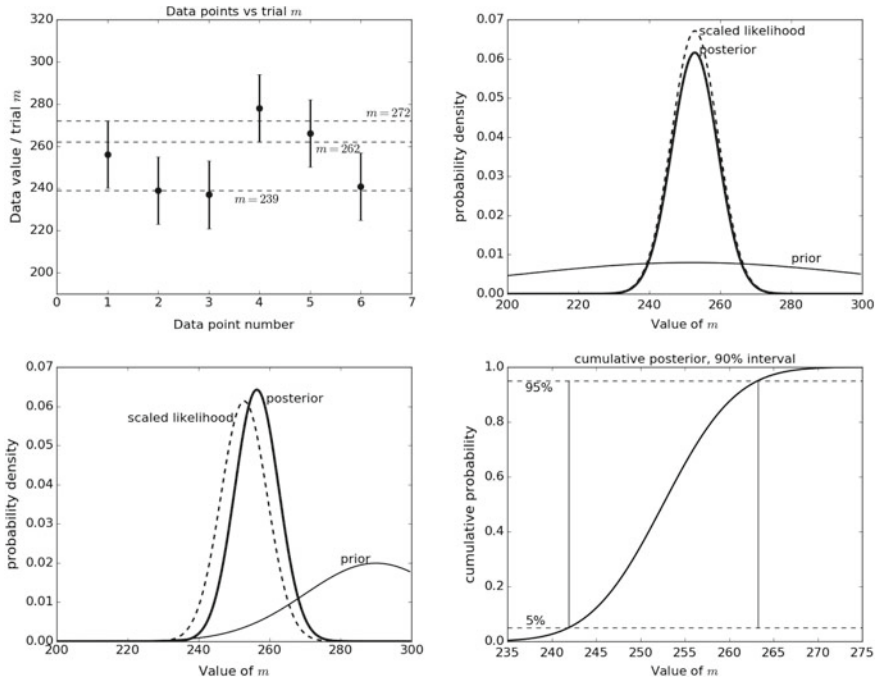 Data points vs trial m
320
300
280
260
240
220
200
Data value / trial m
m = 272
m = 262
m = 239
0 1 2 3 4 5 6 7
Data point number
0.07
0.06
0.05
0.04
0.03
0.02
0.01
0.00
probability density
scaled likelihood
posterior
prior
200 220 240 260 280 300
Value of m
0.07
0.06
0.05
0.04
0.03
0.02
0.01
0.00
probability density
scaled likelihood
posterior
prior
200 220 240 260 280 300
Value of m
cumulative posterior, 90% interval
1.0
0.8
0.6
0.4
0.2
0.0
cumulative probability
95%
5%
235 240 245 250 255 260 265 270 275
Value of m